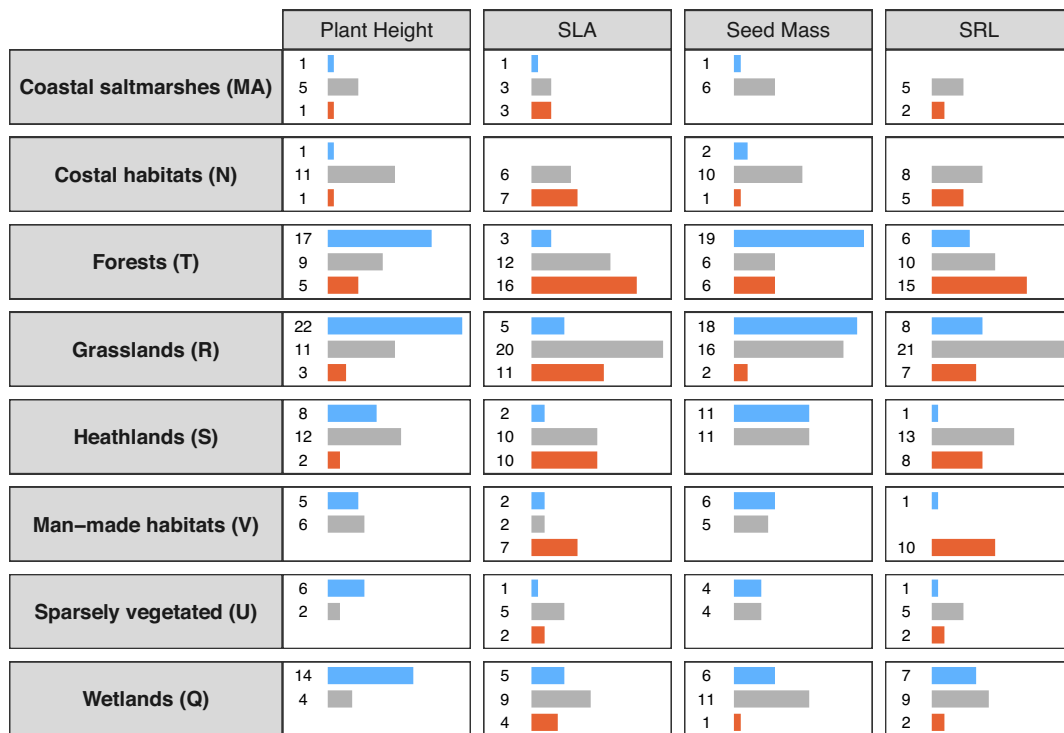 Plant Height SLA Seed Mass SRL
1 1 1
Coastal saltmarshes (MA) 5 3 6 5
1 3 2
1 2
Costal habitats (N) 11 6 10 8
1 7 1 5
17 3 19 6
Forests (T) 9 12 6 10
5 16 6 15
22 5 18 8
Grasslands (R) 11 20 16 21
3 11 2 7
8 2 11 1
Heathlands (S) 12 10 11 13
2 10 8
5 2 6 1
Man−made habitats (V) 6 2 5
7 10
6 1 4 1
Sparsely vegetated (U) 2 5 4 5
2 2
14 5 6 7
Wetlands (Q) 4 9 11 9
4 1 2